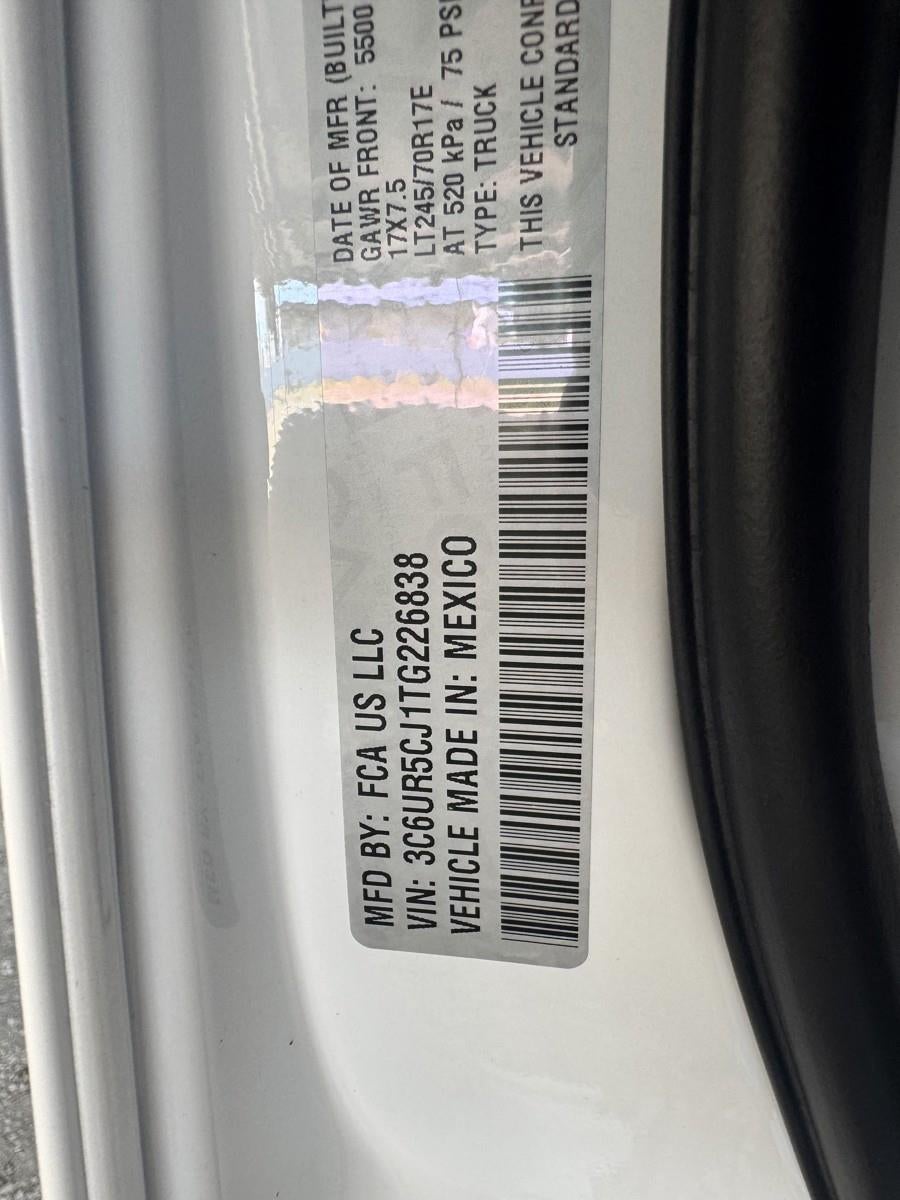 MFD BY: FCA US LLC
VIN: 3C6UR5CJ1TG226838
VEHICLE MADE IN: MEXICO
DATE OF MFR (BUILT
GAWR FRONT: 5500
17X7.5
LT245/70R17E
AT 520 kPa / 75 PSI
TYPE: TRUCK
THIS VEHICLE CONF
STANDARD